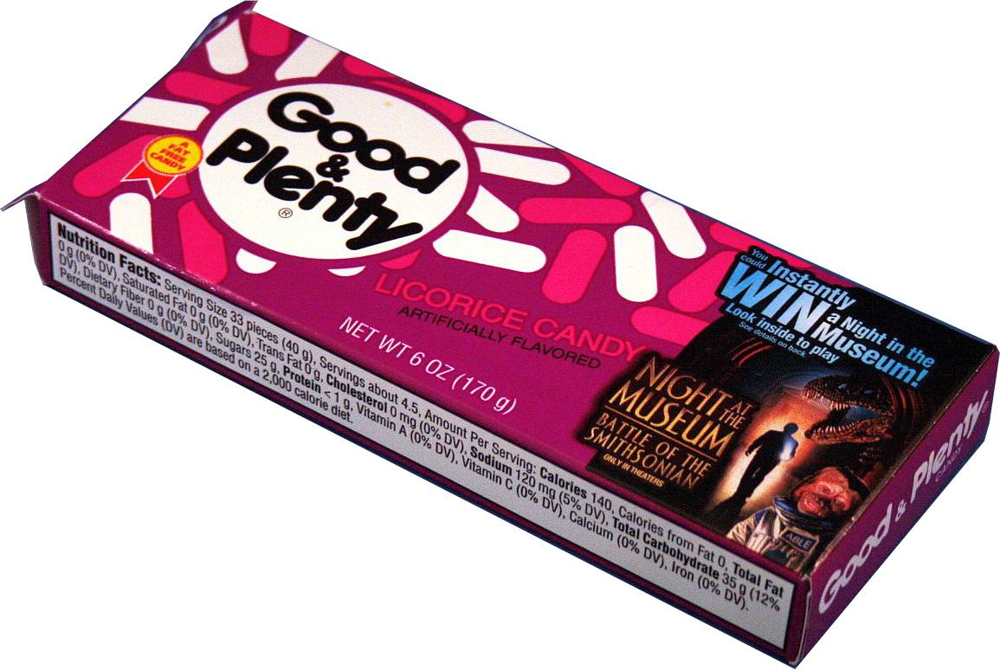 Good
&
Plenty
®
A
FAT
FREE
CANDY
LICORICE CANDY
ARTIFICIALLY FLAVORED
NET WT 6 OZ (170 g)
You
could Instantly
WIN a Night in the
Museum!
Look inside to play
See details on back
NIGHT AT
THE
MUSEUM
BATTLE OF THE
SMITHSONIAN
ONLY IN THEATERS
ABLE
Good & Plenty
CANDY
Nutrition Facts: Serving Size 33 pieces (40 g), Servings about 4.5, Amount Per Serving: Calories 140, Calories from Fat 0, Total Fat
0 g (0% DV), Saturated Fat 0 g (0% DV), Trans Fat 0 g, Cholesterol 0 mg (0% DV), Sodium 120 mg (5% DV), Total Carbohydrate 35 g (12%
DV), Dietary Fiber 0 g (0% DV), Sugars 25 g, Protein < 1 g, Vitamin A (0% DV), Vitamin C (0% DV), Calcium (0% DV), Iron (0% DV).
Percent Daily Values (DV) are based on a 2,000 calorie diet.